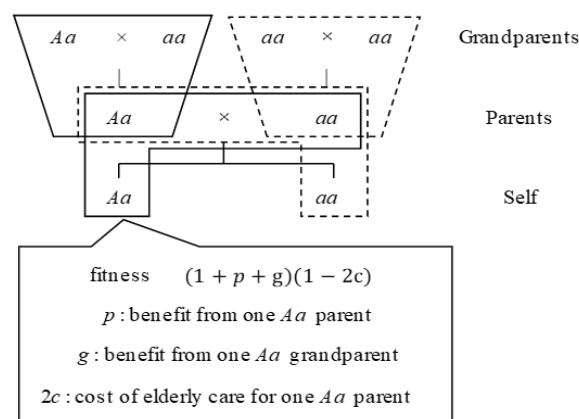 Aa × aa aa × aa Grandparents
Aa × aa Parents
Aa aa Self
fitness (1 + p + g)(1 − 2c)
p : benefit from one Aa parent
g : benefit from one Aa grandparent
2c : cost of elderly care for one Aa parent